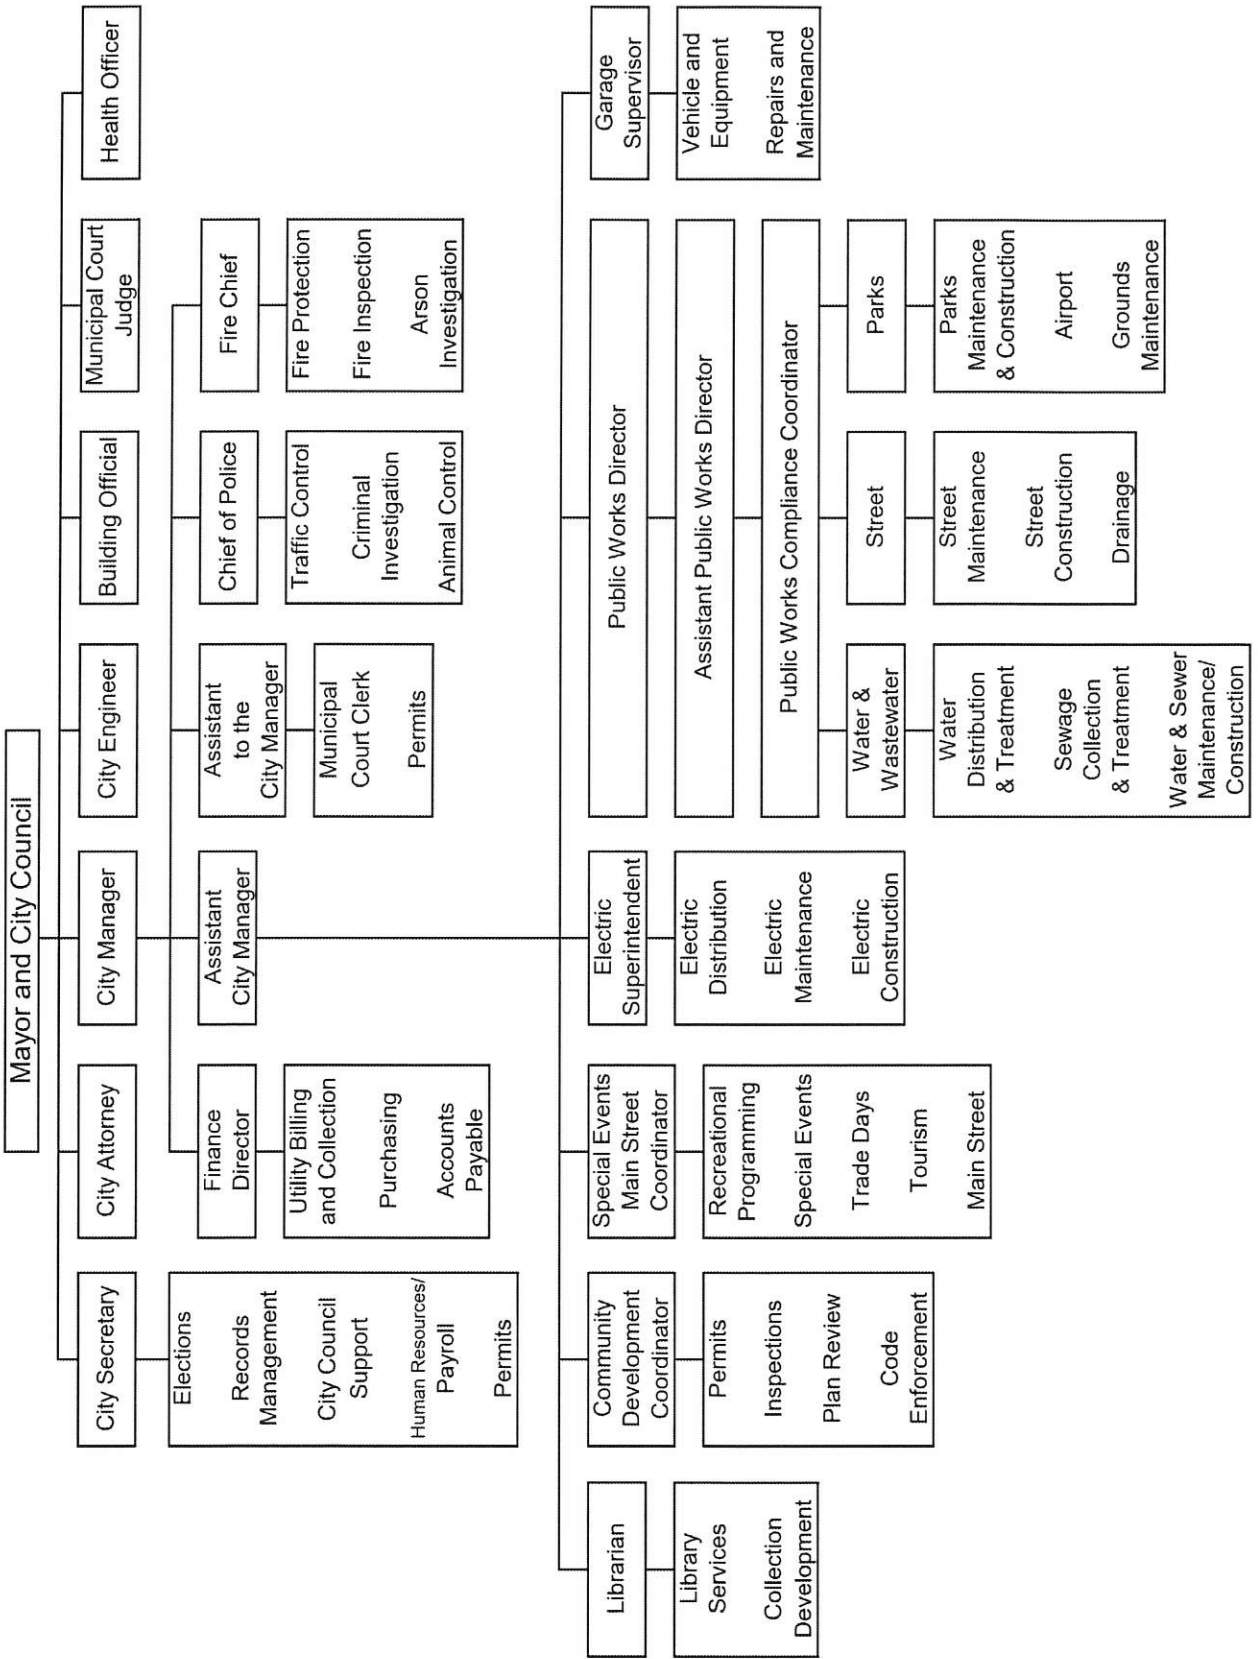 Mayor and City Council
City Secretary
City Attorney
City Manager
City Engineer
Building Official
Municipal Court
Judge
Health Officer
Elections
Records
Management
City Council
Support
Human Resources/
Payroll
Permits
Finance
Director
Utility Billing
and Collection
Purchasing
Accounts
Payable
Assistant
City Manager
Assistant
to the
City Manager
Municipal
Court Clerk
Permits
Chief of Police
Traffic Control
Criminal
Investigation
Animal Control
Fire Chief
Fire Protection
Fire Inspection
Arson
Investigation
Librarian
Library
Services
Collection
Development
Community
Development
Coordinator
Permits
Inspections
Plan Review
Code
Enforcement
Special Events
Main Street
Coordinator
Recreational
Programming
Special Events
Trade Days
Tourism
Main Street
Electric
Superintendent
Electric
Distribution
Electric
Maintenance
Electric
Construction
Public Works Director
Assistant Public Works Director
Public Works Compliance Coordinator
Water &
Wastewater
Water
Distribution
& Treatment
Sewage
Collection
& Treatment
Water & Sewer
Maintenance/
Construction
Street
Street
Maintenance
Street
Construction
Drainage
Parks
Parks
Maintenance
& Construction
Airport
Grounds
Maintenance
Garage
Supervisor
Vehicle and
Equipment
Repairs and
Maintenance